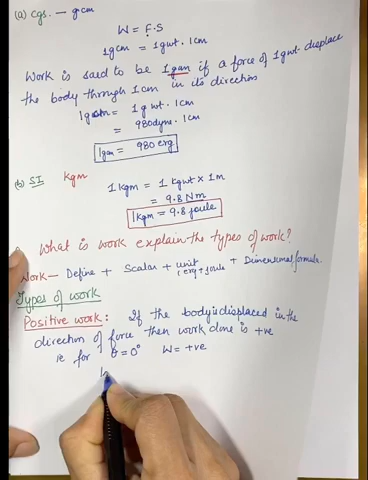 (a) Cgs. — gcm
W = F.S
1gcm = 1gwt. 1cm
Work is said to be 1gcm if a force of 1gwt displace
the body through 1cm in its direction
1gcm = 1gwt. 1cm
= 980dyne. 1cm
1gcm = 980 erg
(b) SI kgm
1 kgm = 1 kgwt x 1m
= 9.8 Nm
1kgm = 9.8 joule
What is work explain the types of work?
Work — Define + Scalar + unit + Dimensional formula.
1 erg + joule
Types of work
Positive work: If the body is displaced in the
direction of force then work done is +ve
ie for θ = 0° W = +ve